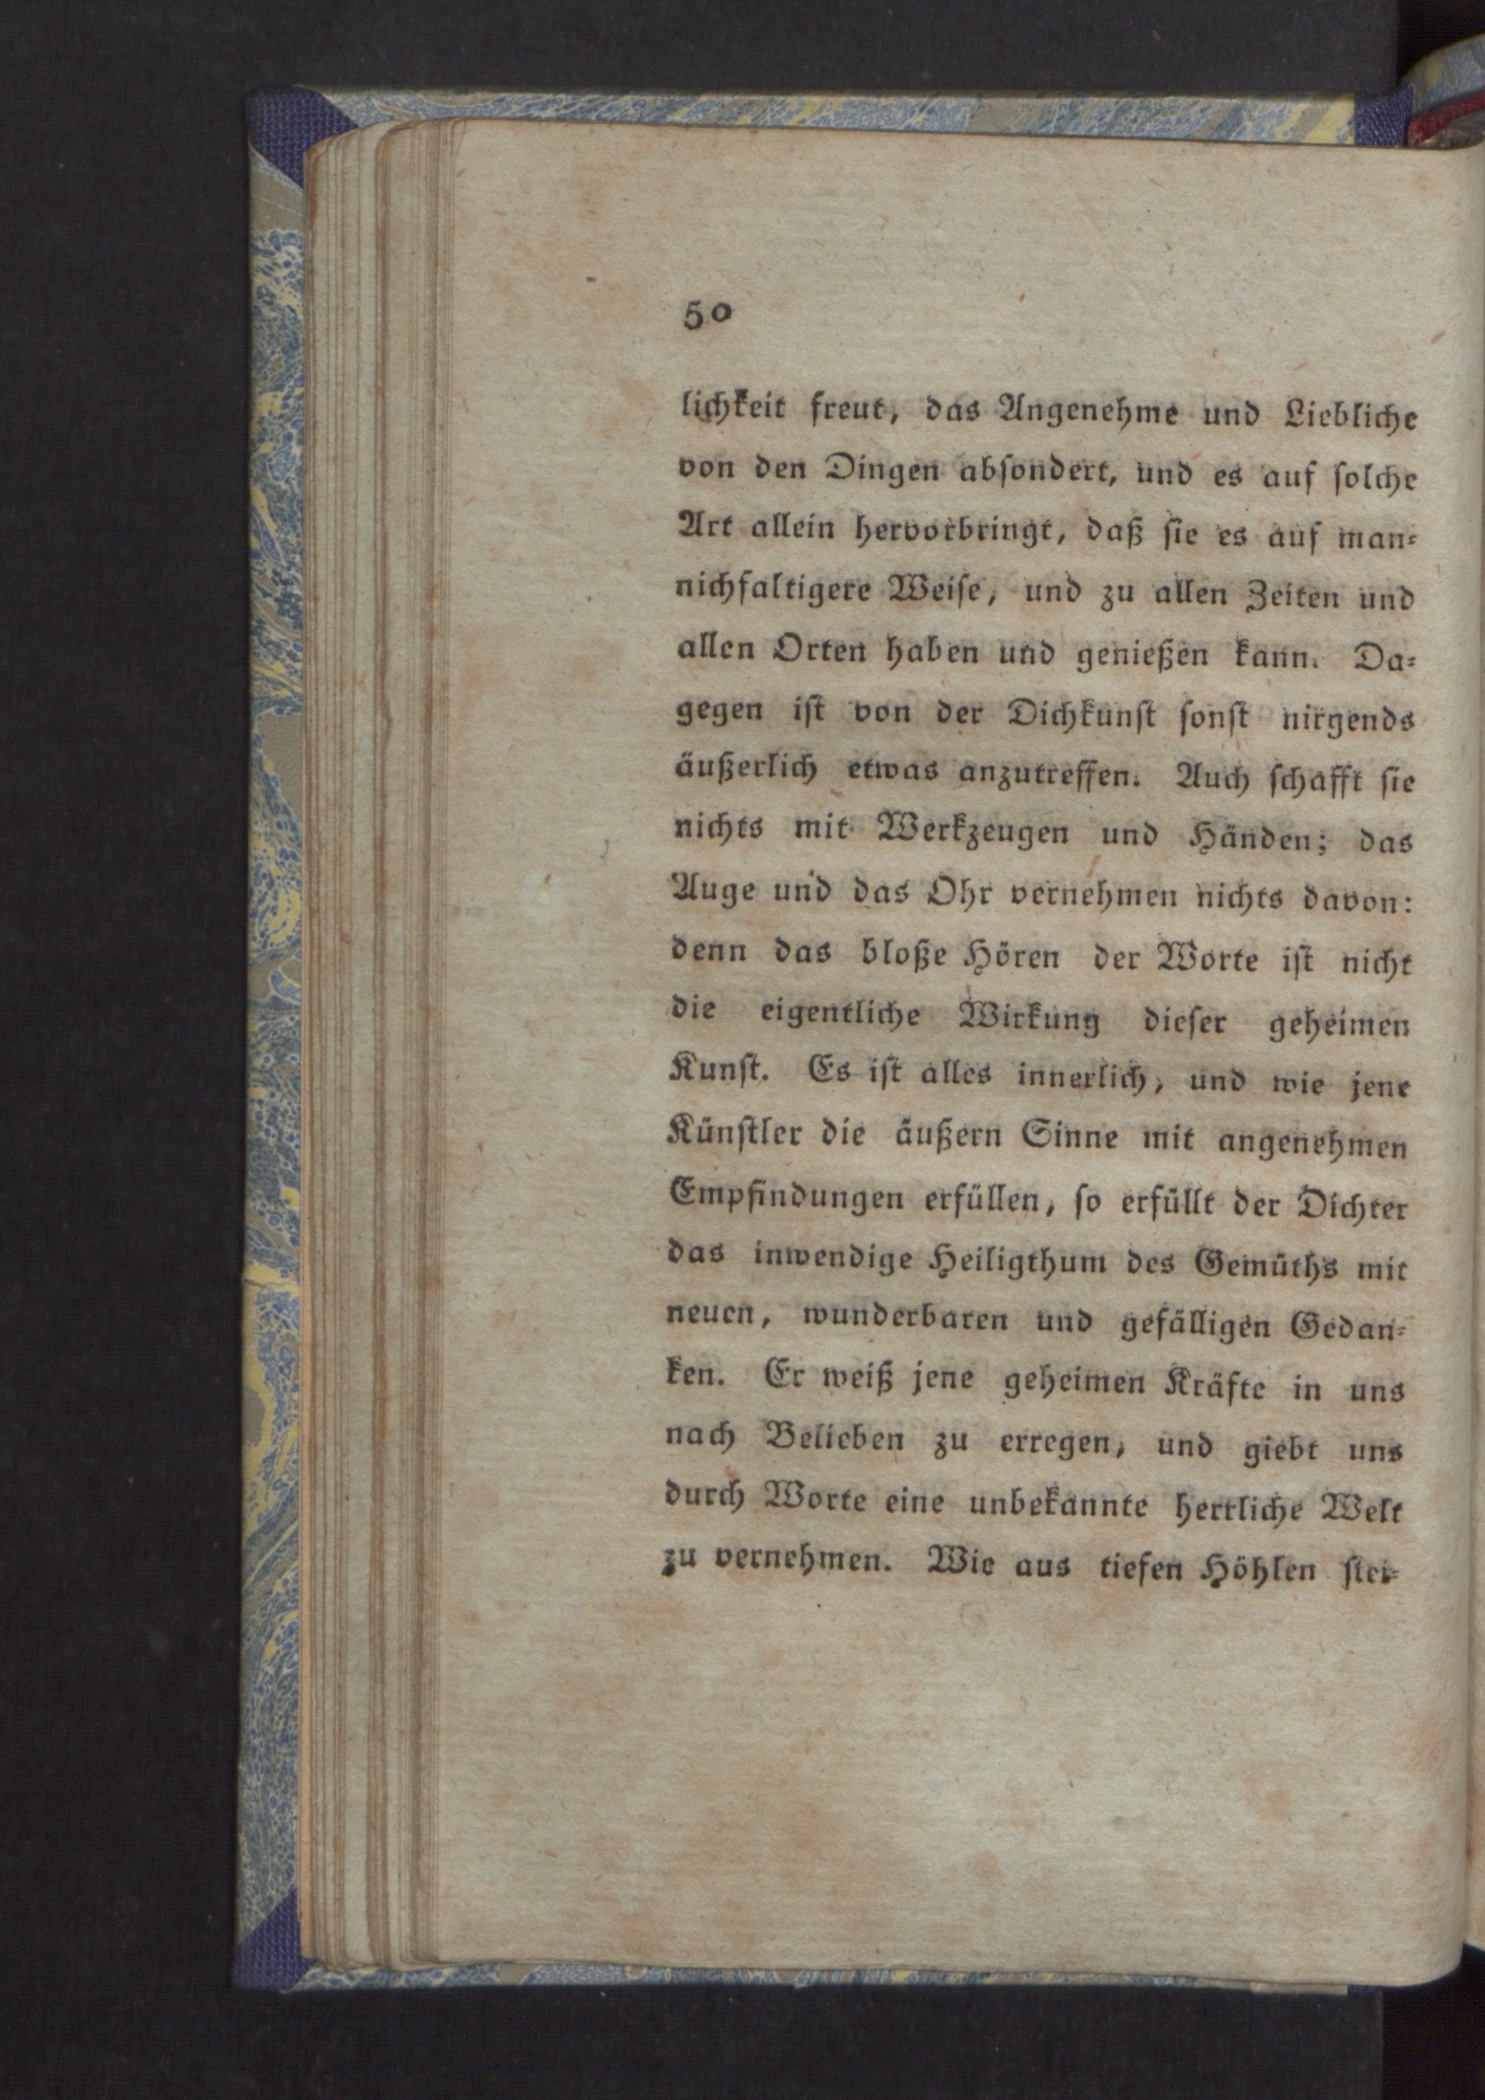 50
lichkeit freut, das Angenehme und Liebliche
von den Dingen absondert, und es auf solche
Art allein hervorbringt, daß sie es auf man-
nichfaltigere Weise, und zu allen Zeiten und
allen Orten haben und genießen kann. Da-
gegen ist von der Dichkunst sonst nirgends
äußerlich etwas anzutreffen. Auch schafft sie
nichts mit Werkzeugen und Händen; das
Auge und das Ohr vernehmen nichts davon:
denn das bloße Hören der Worte ist nicht
die eigentliche Wirkung dieser geheimen
Kunst. Es ist alles innerlich, und wie jene
Künstler die äußern Sinne mit angenehmen
Empfindungen erfüllen, so erfüllt der Dichter
das inwendige Heiligthum des Gemüths mit
neuen, wunderbaren und gefälligen Gedan-
ken. Er weiß jene geheimen Kräfte in uns
nach Belieben zu erregen, und giebt uns
durch Worte eine unbekannte herrliche Welt
zu vernehmen. Wie aus tiefen Höhlen stei-